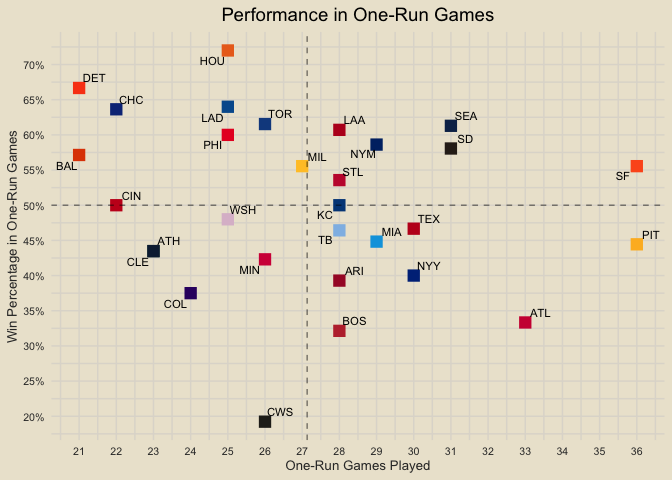 Performance in One-Run Games
Win Percentage in One-Run Games
70%
65%
60%
55%
50%
45%
40%
35%
30%
25%
20%
HOU
DET
CHC
LAD
TOR
LAA
SEA
PHI
SD
NYM
MIL
BAL
STL
SF
CIN
WSH
KC
TEX
MIA
PIT
TB
ATH
CLE
MIN
ARI
NYY
COL
ATL
BOS
CWS
21 22 23 24 25 26 27 28 29 30 31 32 33 34 35 36
One-Run Games Played